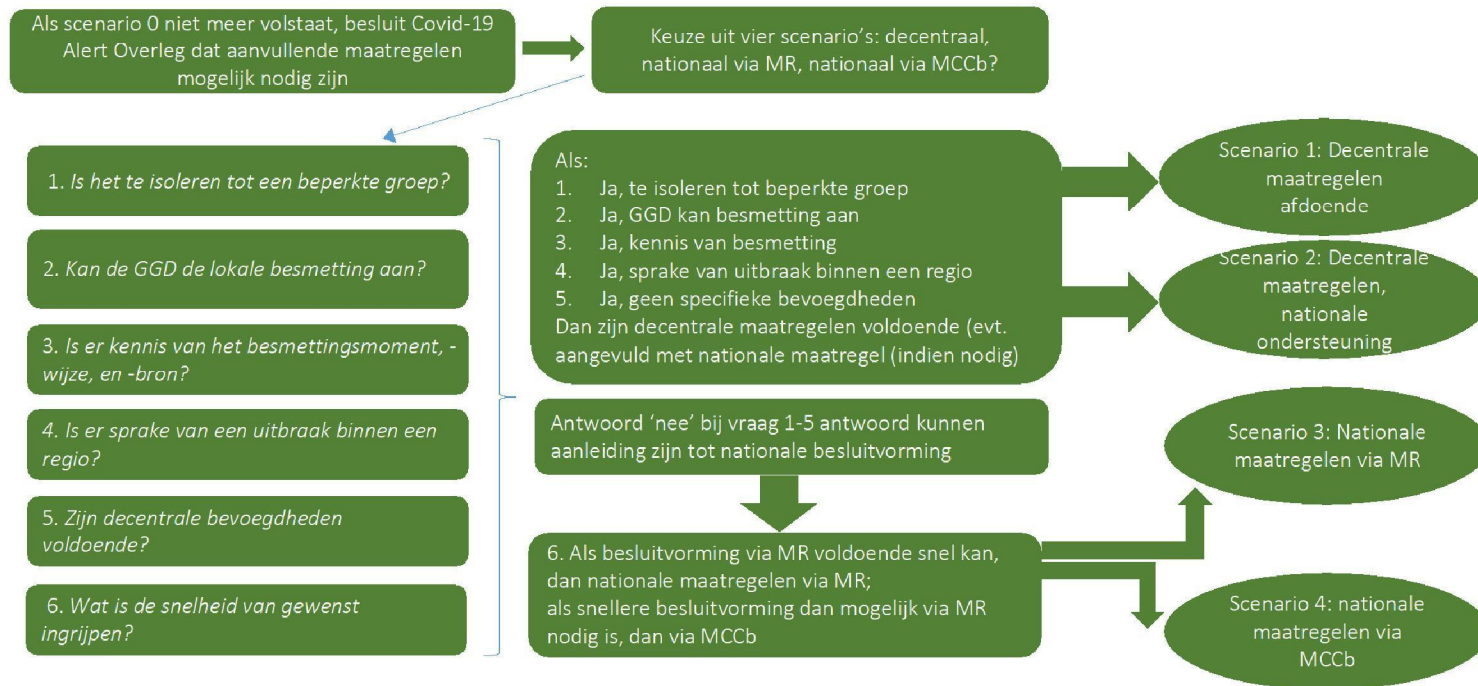 Als scenario 0 niet meer volstaat, besluit Covid-19
Alert Overleg dat aanvullende maatregelen
mogelijk nodig zijn
Keuze uit vier scenario's: decentraal,
nationaal via MR, nationaal via MCCb?
1. Is het te isoleren tot een beperkte groep?
2. Kan de GGD de lokale besmetting aan?
3. Is er kennis van het besmettingsmoment, -
wijze, en -bron?
4. Is er sprake van een uitbraak binnen een
regio?
5. Zijn decentrale bevoegdheden
voldoende?
6. Wat is de snelheid van gewenst
ingrijpen?
Als:
1. Ja, te isoleren tot beperkte groep
2. Ja, GGD kan besmetting aan
3. Ja, kennis van besmetting
4. Ja, sprake van uitbraak binnen een regio
5. Ja, geen specifieke bevoegdheden
Dan zijn decentrale maatregelen voldoende (evt.
aangevuld met nationale maatregel (indien nodig)
Antwoord 'nee' bij vraag 1-5 antwoord kunnen
aanleiding zijn tot nationale besluitvorming
6. Als besluitvorming via MR voldoende snel kan,
dan nationale maatregelen via MR;
als snellere besluitvorming dan mogelijk via MR
nodig is, dan via MCCb
Scenario 1: Decentrale
maatregelen
afdoende
Scenario 2: Decentrale
maatregelen,
nationale
ondersteuning
Scenario 3: Nationale
maatregelen via MR
Scenario 4: nationale
maatregelen via
MCCb